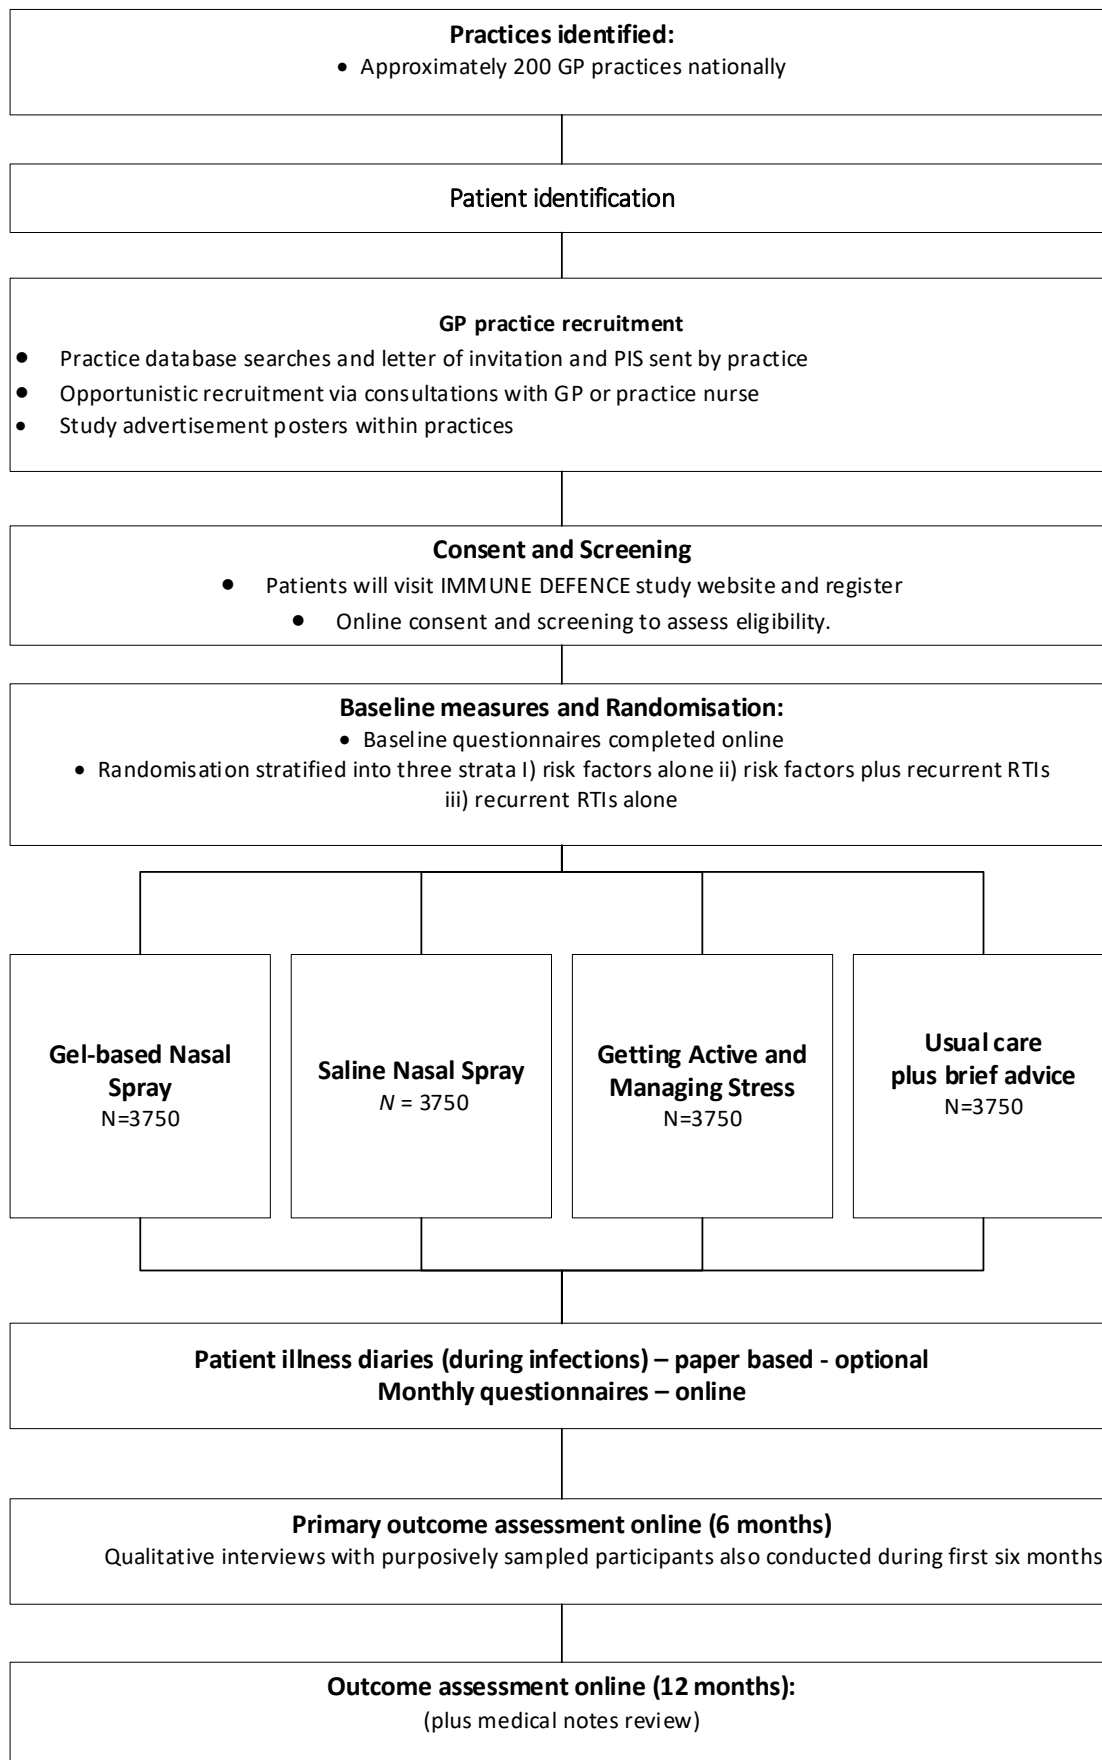 Practices identified:
• Approximately 200 GP practices nationally
Patient identification
GP practice recruitment
• Practice database searches and letter of invitation and PIS sent by practice
• Opportunistic recruitment via consultations with GP or practice nurse
• Study advertisement posters within practices
Consent and Screening
• Patients will visit IMMUNE DEFENCE study website and register
• Online consent and screening to assess eligibility.
Baseline measures and Randomisation:
• Baseline questionnaires completed online
• Randomisation stratified into three strata I) risk factors alone ii) risk factors plus recurrent RTIs
iii) recurrent RTIs alone
Gel-based Nasal
Spray
N=3750
Saline Nasal Spray
N = 3750
Getting Active and
Managing Stress
N=3750
Usual care
plus brief advice
N=3750
Patient illness diaries (during infections) – paper based - optional
Monthly questionnaires – online
Primary outcome assessment online (6 months)
Qualitative interviews with purposively sampled participants also conducted during first six months
Outcome assessment online (12 months):
(plus medical notes review)